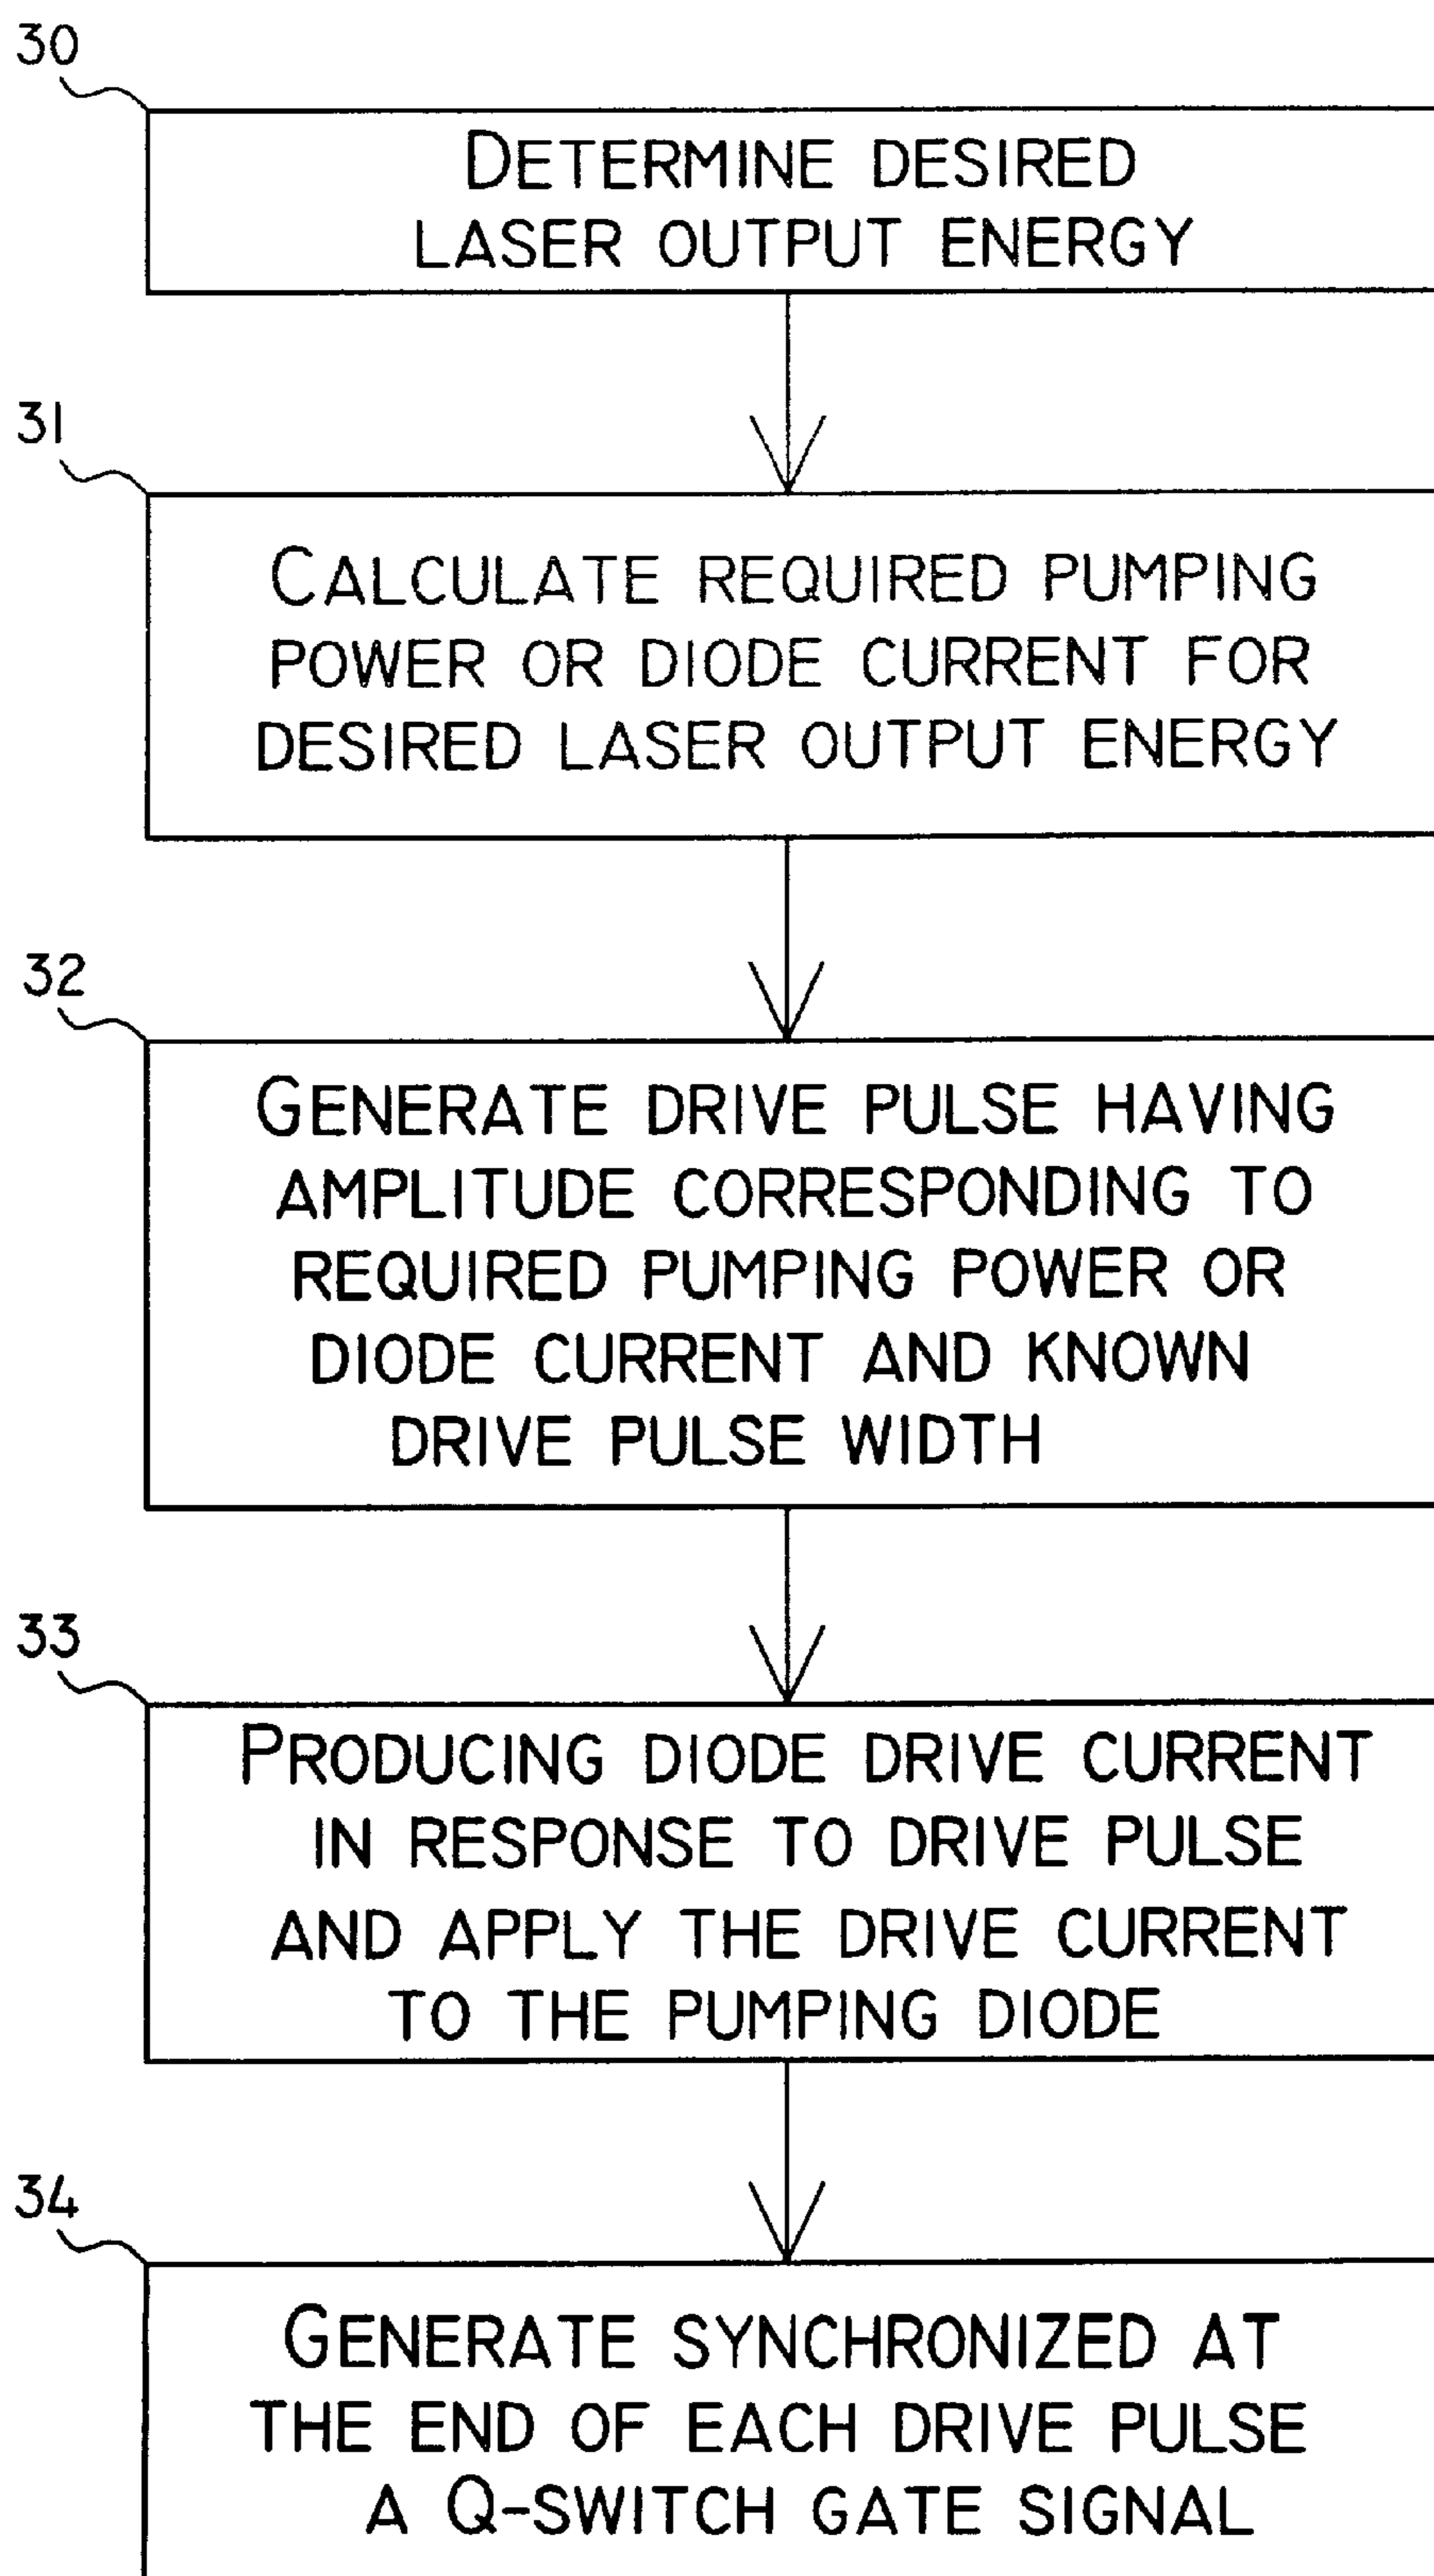 30
DETERMINE DESIRED
LASER OUTPUT ENERGY
31
CALCULATE REQUIRED PUMPING
POWER OR DIODE CURRENT FOR
DESIRED LASER OUTPUT ENERGY
32
GENERATE DRIVE PULSE HAVING
AMPLITUDE CORRESPONDING TO
REQUIRED PUMPING POWER OR
DIODE CURRENT AND KNOWN
DRIVE PULSE WIDTH
33
PRODUCING DIODE DRIVE CURRENT
IN RESPONSE TO DRIVE PULSE
AND APPLY THE DRIVE CURRENT
TO THE PUMPING DIODE
34
GENERATE SYNCHRONIZED AT
THE END OF EACH DRIVE PULSE
A Q-SWITCH GATE SIGNAL